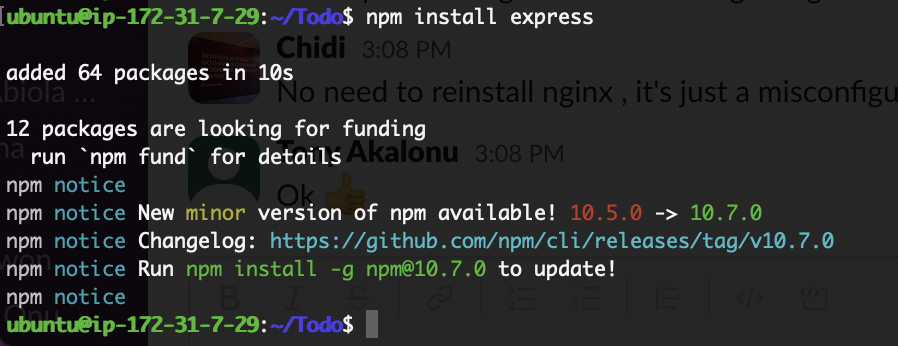 ubuntu@ip-172-31-7-29:~/Todo$ npm install express
Chidi 3:08 PM
added 64 packages in 10s
No need to reinstall nginx , it's just a misconfigu
12 packages are looking for funding
run `npm fund` for details
Akalonu 3:08 PM
npm notice
Ok
npm notice New minor version of npm available! 10.5.0 -> 10.7.0
npm notice Changelog: https://github.com/npm/cli/releases/tag/v10.7.0
npm notice Run npm install -g npm@10.7.0 to update!
npm notice
ubuntu@ip-172-31-7-29:~/Todo$